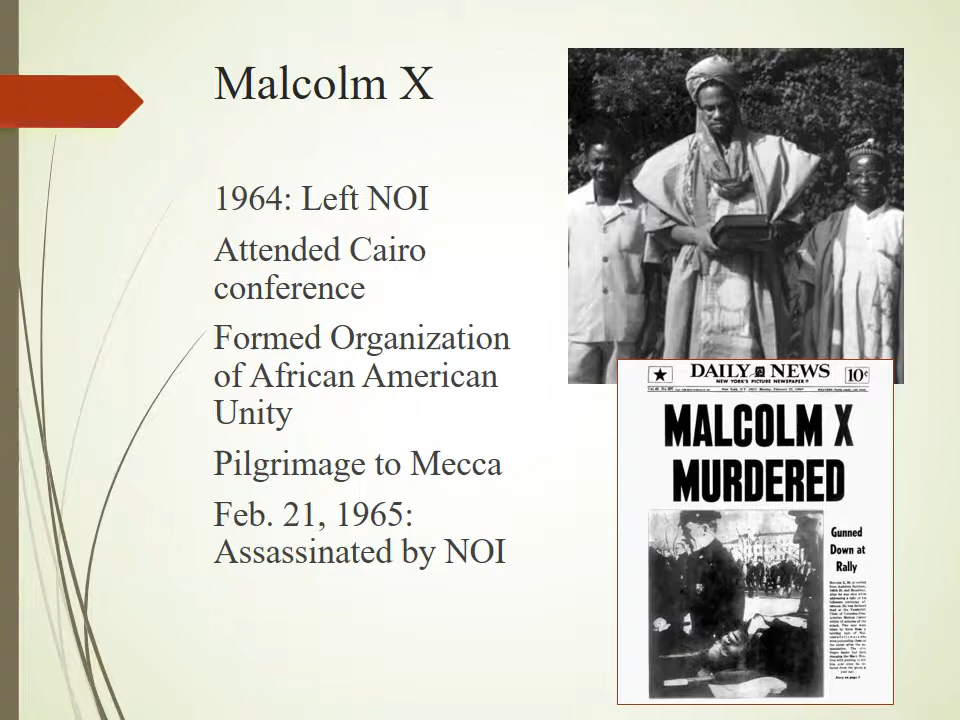 Malcolm X
1964: Left NOI
Attended Cairo
conference
Formed Organization
of African American
Unity
Pilgrimage to Mecca
Feb. 21, 1965:
Assassinated by NOI
DAILY NEWS
NEW YORK'S PICTURE NEWSPAPER
10¢
MALCOLM X
MURDERED
Gunned
Down at
Rally